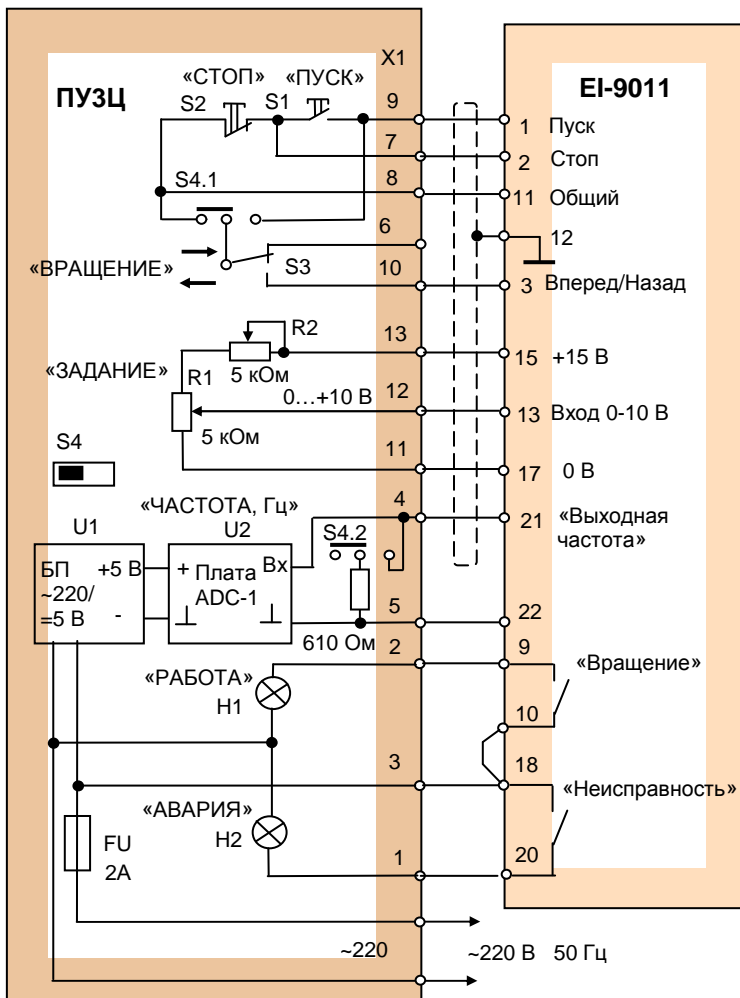 X1
ПУЗЦ
EI-9011
«СТОП» «ПУСК»
S2 S1 9
1 Пуск
7
2 Стоп
S4.1 8
11 Общий
6
12
«ВРАЩЕНИЕ»
S3 10
3 Вперед/Назад
R2 13
15 +15 В
5 кОм
«ЗАДАНИЕ»
R1
0...+10 В 12
13 Вход 0-10 В
5 кОм
11
17 0 В
S4
«ЧАСТОТА, Гц» 4
21 «Выходная
частота»
U1 U2 S4.2
БП +5 В
~220/
=5 В -
+ Плата Вх
ADC-1
610 Ом
5
22
2 9
«Вращение»
«РАБОТА»
H1
10
3 18
«АВАРИЯ»
H2
«Неисправность»
FU
2А
1 20
~220 ~220 В 50 Гц